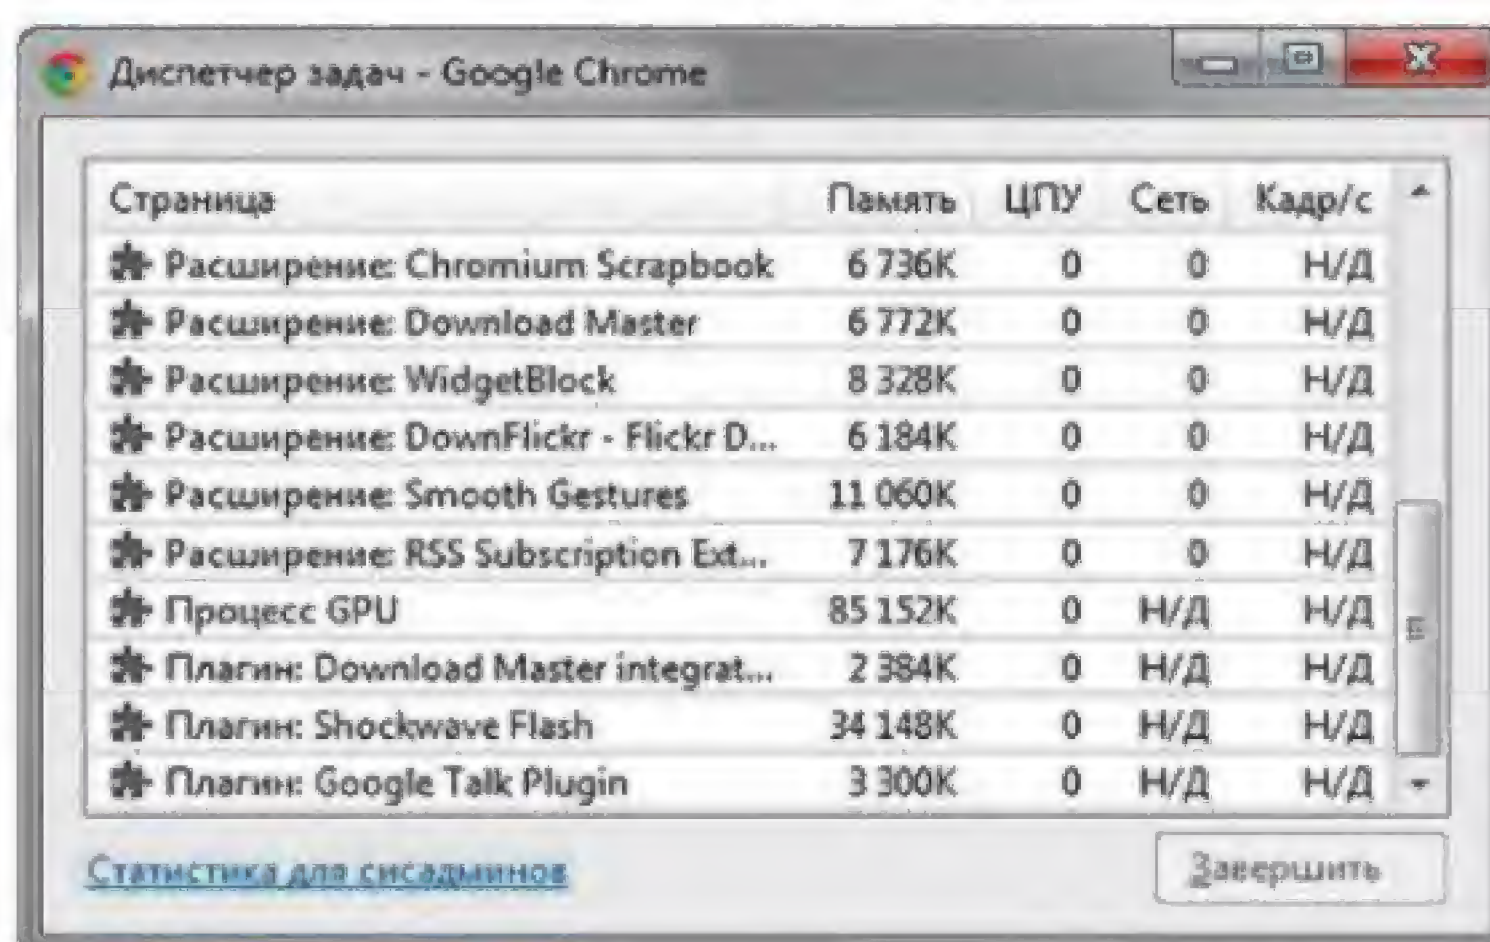 Диспетчер задач - Google Chrome
Страница Память ЦПУ Сеть Кадр/с
Расширение: Chromium Scrapbook 6 736K 0 0 Н/Д
Расширение: Download Master 6 772K 0 0 Н/Д
Расширение: WidgetBlock 8 328K 0 0 Н/Д
Расширение: DownFlickr - Flickr D... 6 184K 0 0 Н/Д
Расширение: Smooth Gestures 11 060K 0 0 Н/Д
Расширение: RSS Subscription Ext... 7 176K 0 0 Н/Д
Процесс GPU 85 152K 0 Н/Д Н/Д
Плагин: Download Master integrat... 2 384K 0 Н/Д Н/Д
Плагин: Shockwave Flash 34 148K 0 Н/Д Н/Д
Плагин: Google Talk Plugin 3 300K 0 Н/Д Н/Д
Статистика для сисадминов Завершить